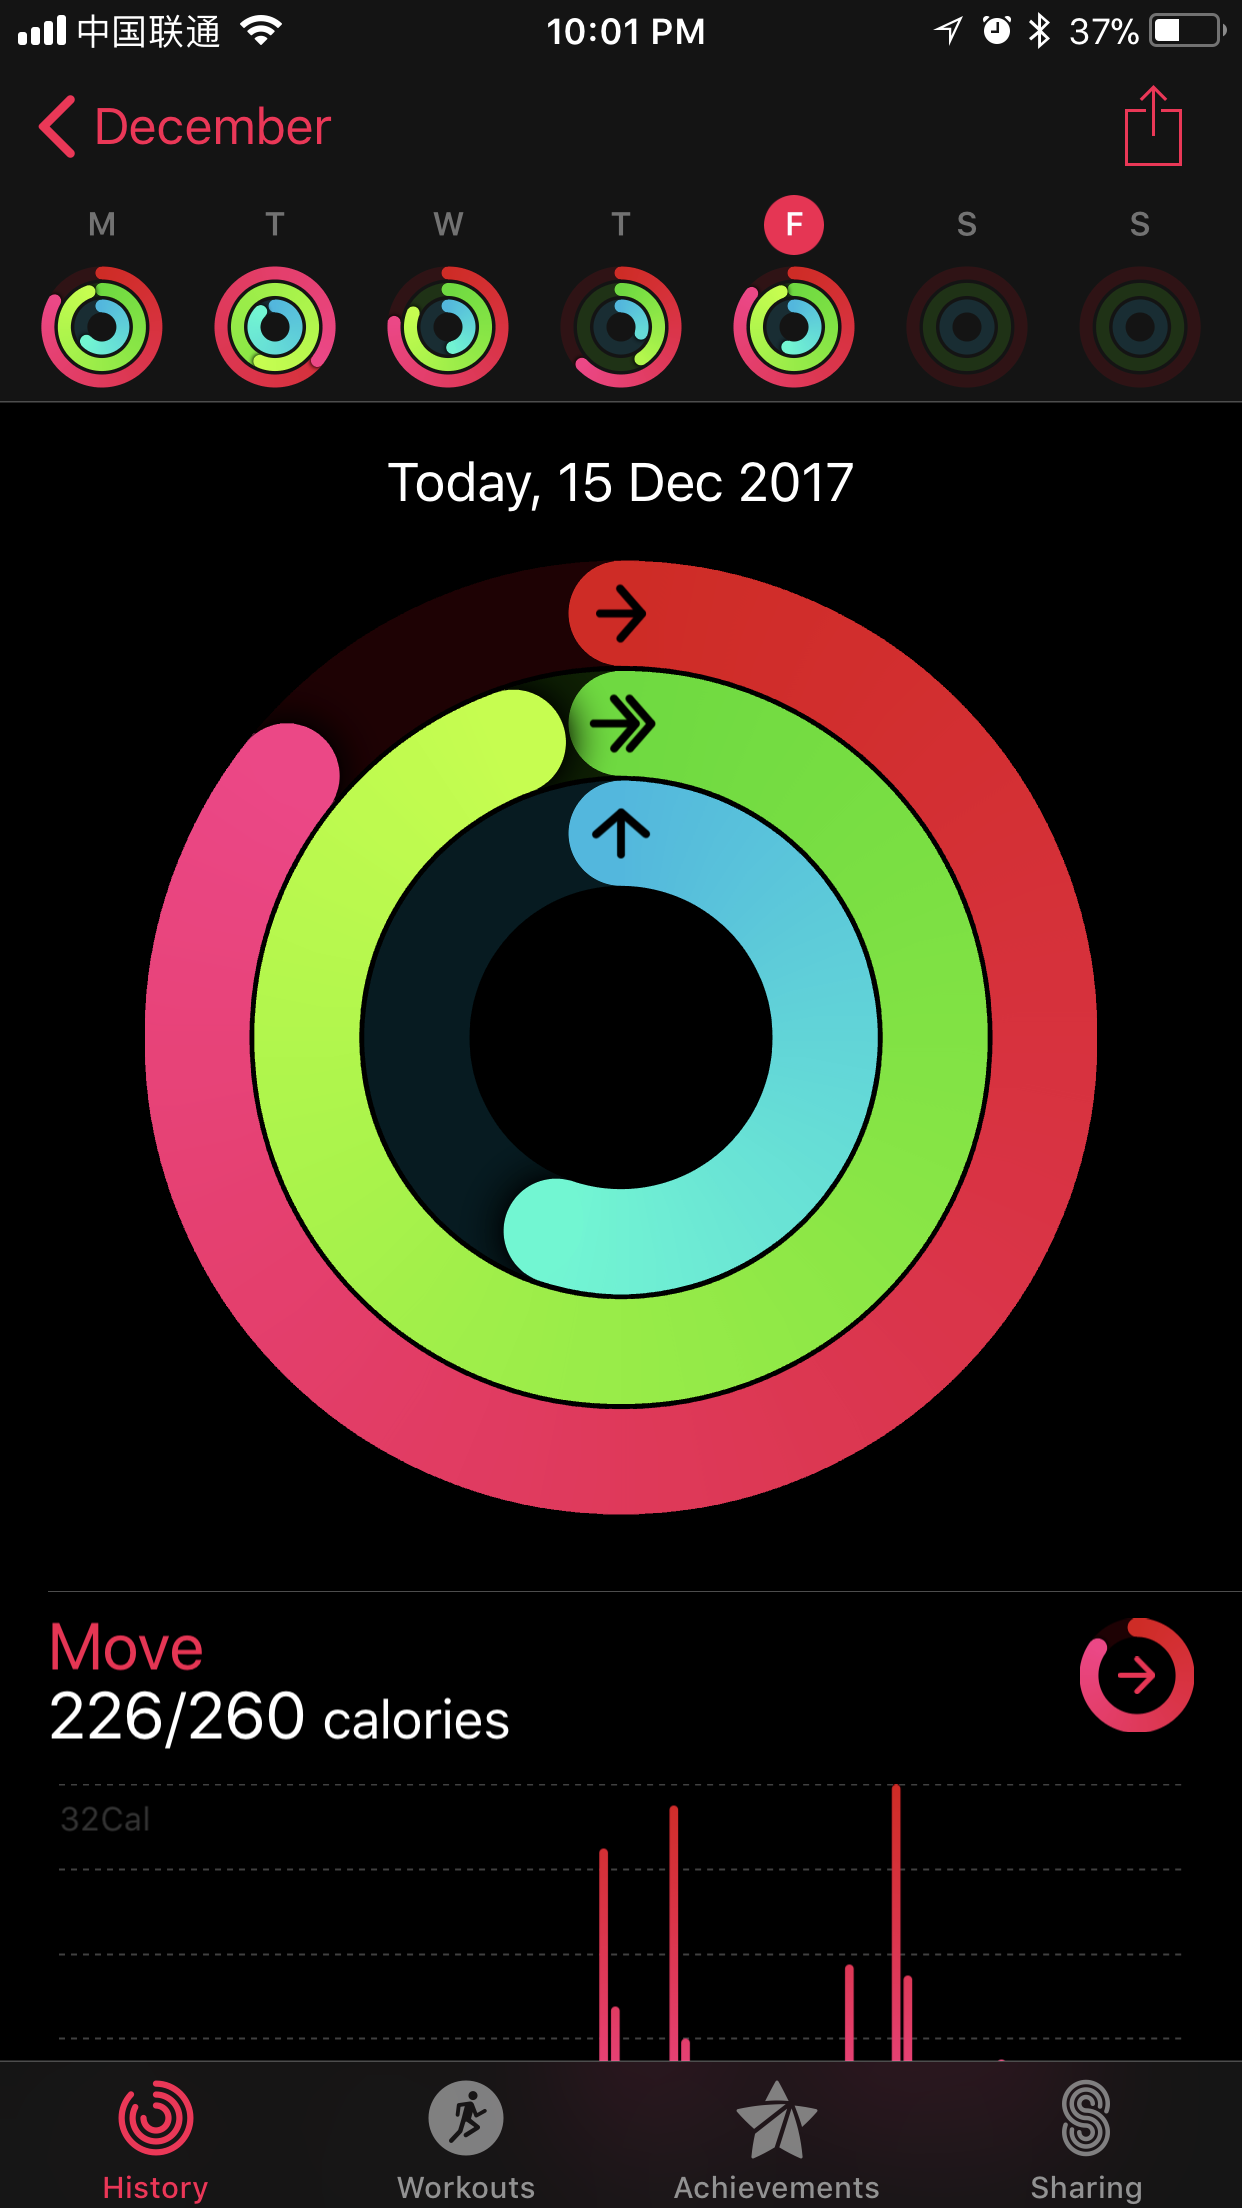 中国联通 10:01 PM 37%
December
M T W T F S S
Today, 15 Dec 2017
Move
226/260 calories
32Cal
History Workouts Achievements Sharing